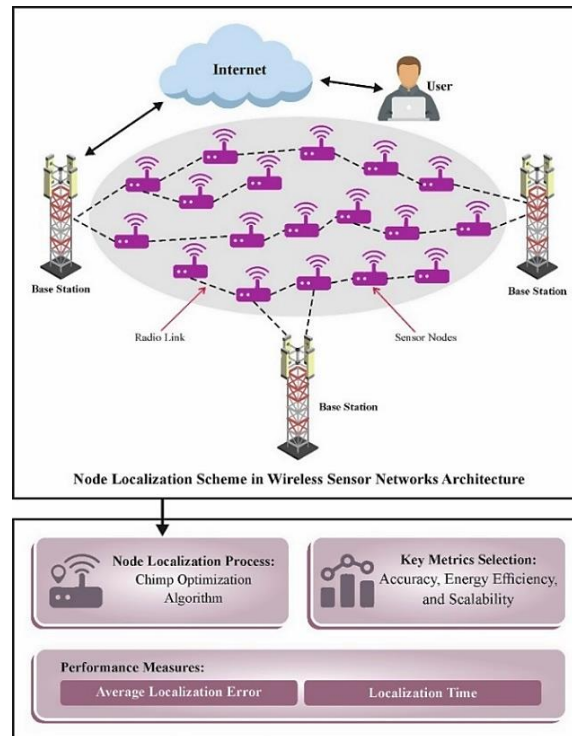 Internet
User
Base Station
Base Station
Radio Link
Sensor Nodes
Base Station
Node Localization Scheme in Wireless Sensor Networks Architecture
Node Localization Process:
Chimp Optimization
Algorithm
Key Metrics Selection:
Accuracy, Energy Efficiency,
and Scalability
Performance Measures:
Average Localization Error
Localization Time